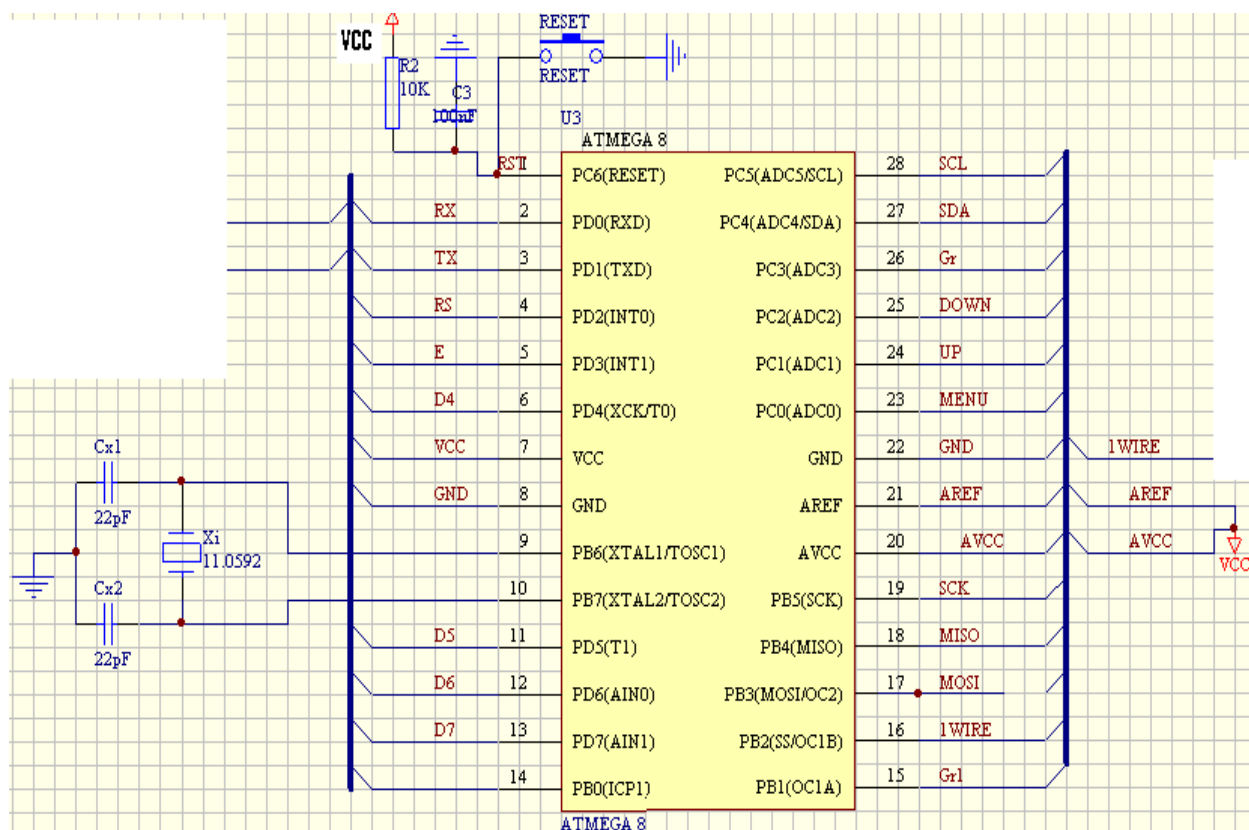 RESET
VCC
R2
10K
C3
100nF
RESET
U3
ATMEGA 8
RST 1 PC6(RESET) PC5(ADC5/SCL) 28 SCL
RX 2 PD0(RXD) PC4(ADC4/SDA) 27 SDA
TX 3 PD1(TXD) PC3(ADC3) 26 Gr
RS 4 PD2(INT0) PC2(ADC2) 25 DOWN
E 5 PD3(INT1) PC1(ADC1) 24 UP
D4 6 PD4(XCK/T0) PC0(ADC0) 23 MENU
VCC 7 VCC GND 22 GND 1WIRE
GND 8 GND AREF 21 AREF AREF
9 PB6(XTAL1/TOSC1) AVCC 20 AVCC AVCC
VCC
10 PB7(XTAL2/TOSC2) PB5(SCK) 19 SCK
D5 11 PD5(T1) PB4(MISO) 18 MISO
D6 12 PD6(AIN0) PB3(MOSI/OC2) 17 MOSI
D7 13 PD7(AIN1) PB2(SS/OC1B) 16 1WIRE
14 PB0(ICP1) PB1(OC1A) 15 Gr1
Cx1
22pF
Xi
11.0592
Cx2
22pF
ATMEGA 8